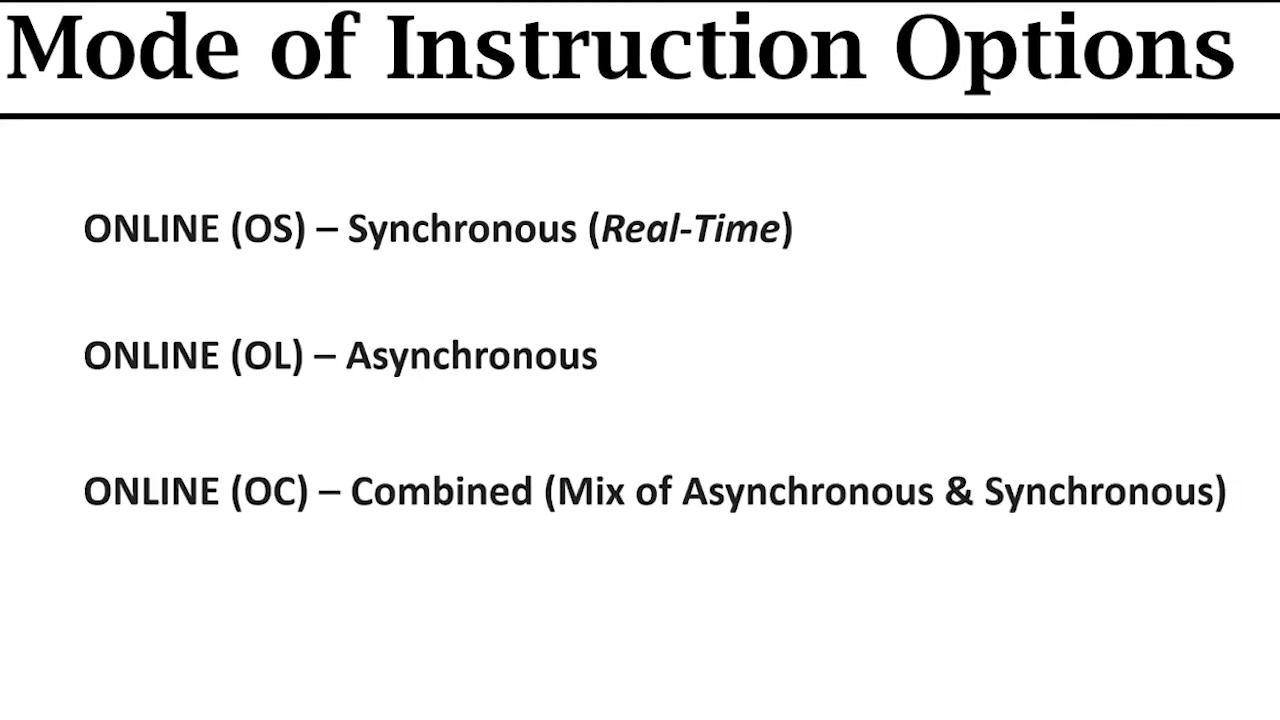 Mode of Instruction Options
ONLINE (OS) – Synchronous (Real-Time)
ONLINE (OL) – Asynchronous
ONLINE (OC) – Combined (Mix of Asynchronous & Synchronous)